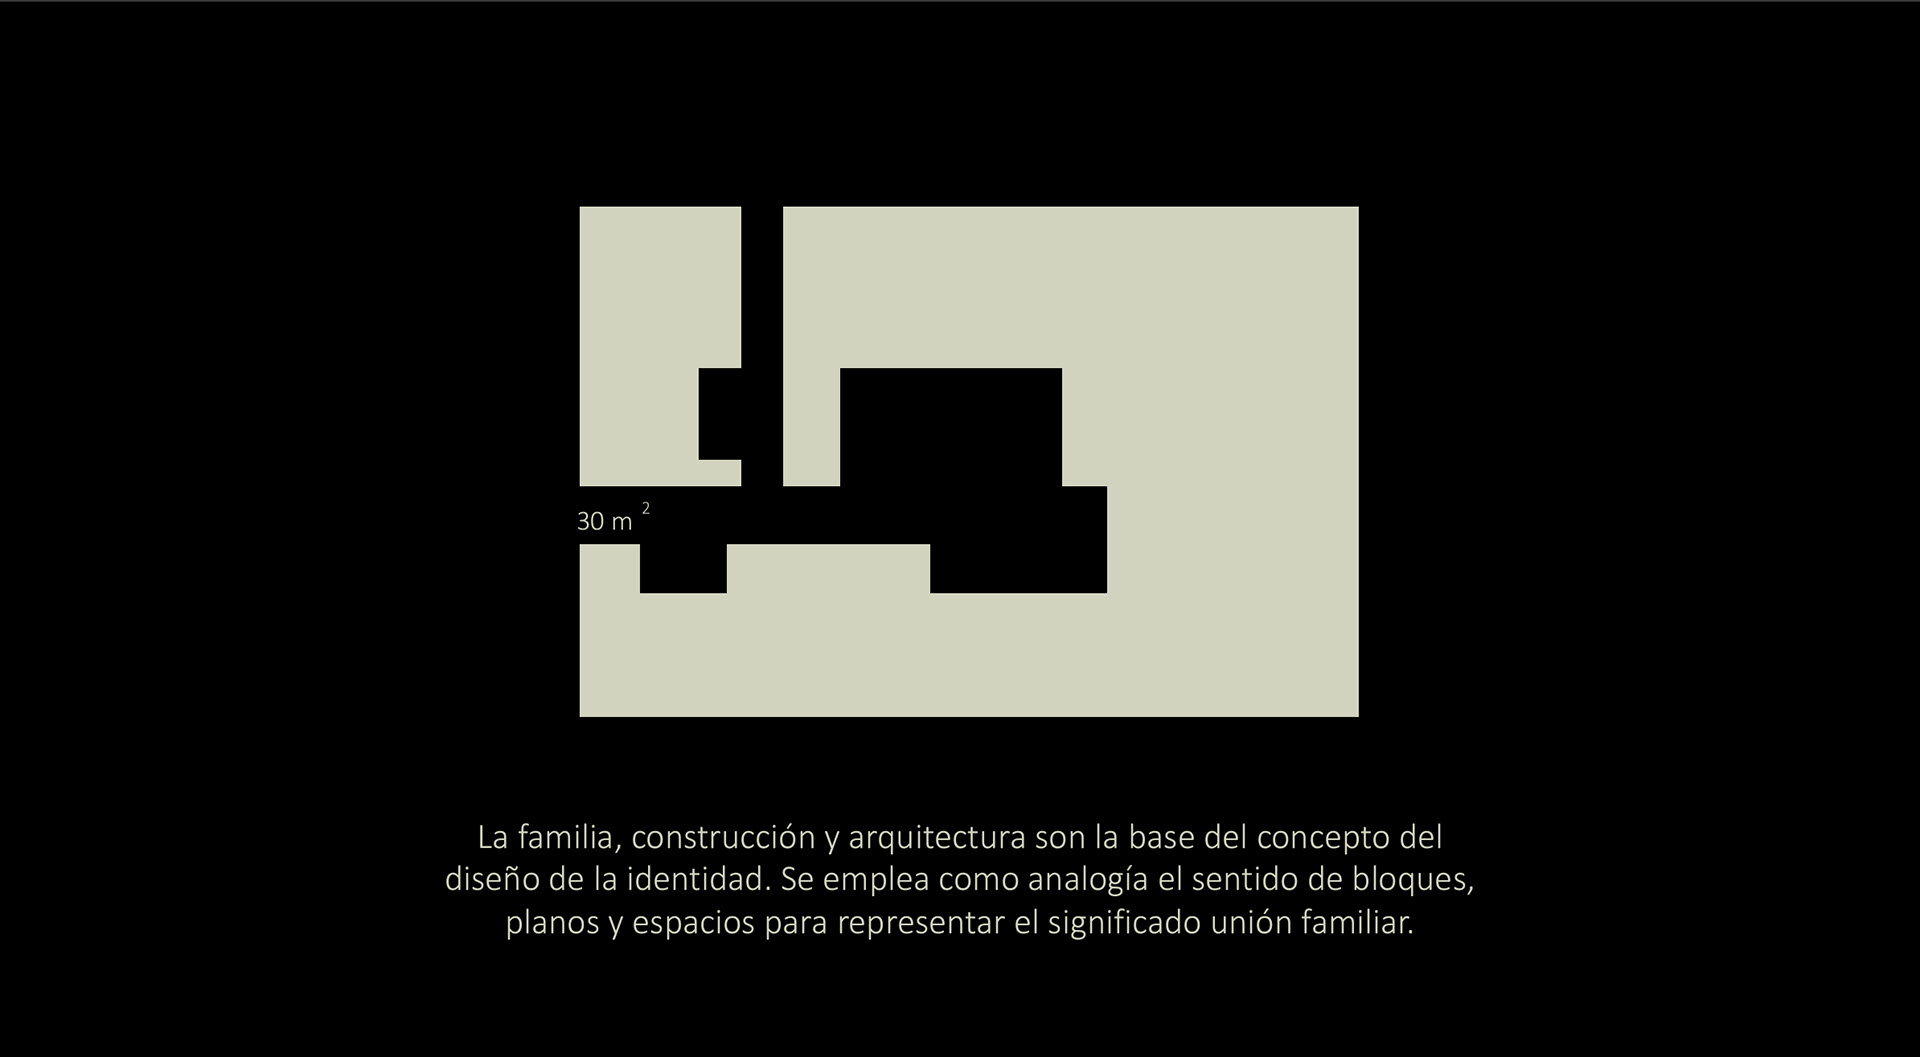 30 m ²
La familia, construcción y arquitectura son la base del concepto del
diseño de la identidad. Se emplea como analogía el sentido de bloques,
planos y espacios para representar el significado unión familiar.